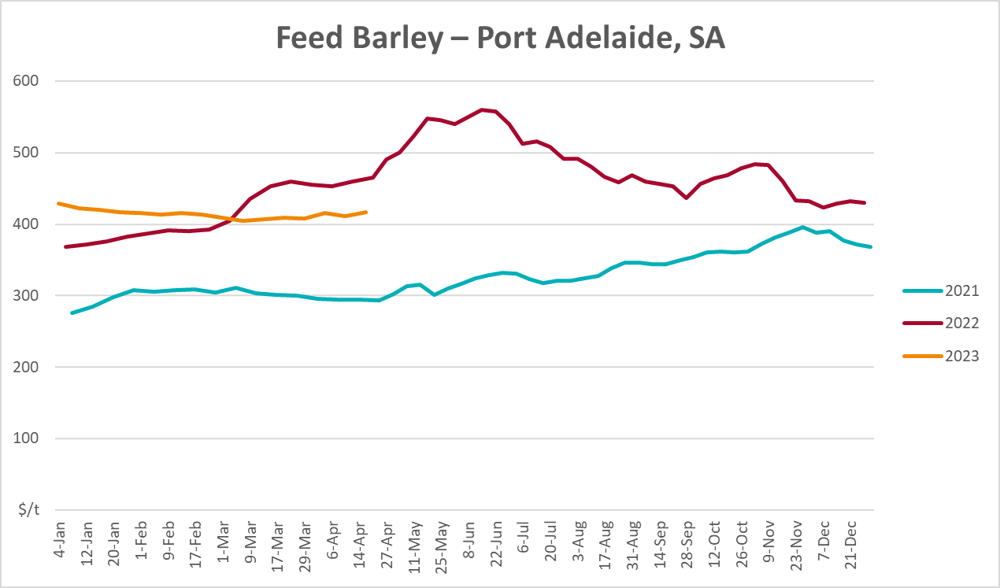 Feed Barley – Port Adelaide, SA
600
500
400
300
200
100
$/t
4-Jan
12-Jan
20-Jan
1-Feb
9-Feb
17-Feb
1-Mar
9-Mar
17-Mar
29-Mar
6-Apr
14-Apr
27-Apr
11-May
25-May
8-Jun
22-Jun
6-Jul
20-Jul
3-Aug
17-Aug
31-Aug
14-Sep
28-Sep
12-Oct
26-Oct
9-Nov
23-Nov
7-Dec
21-Dec
2021
2022
2023